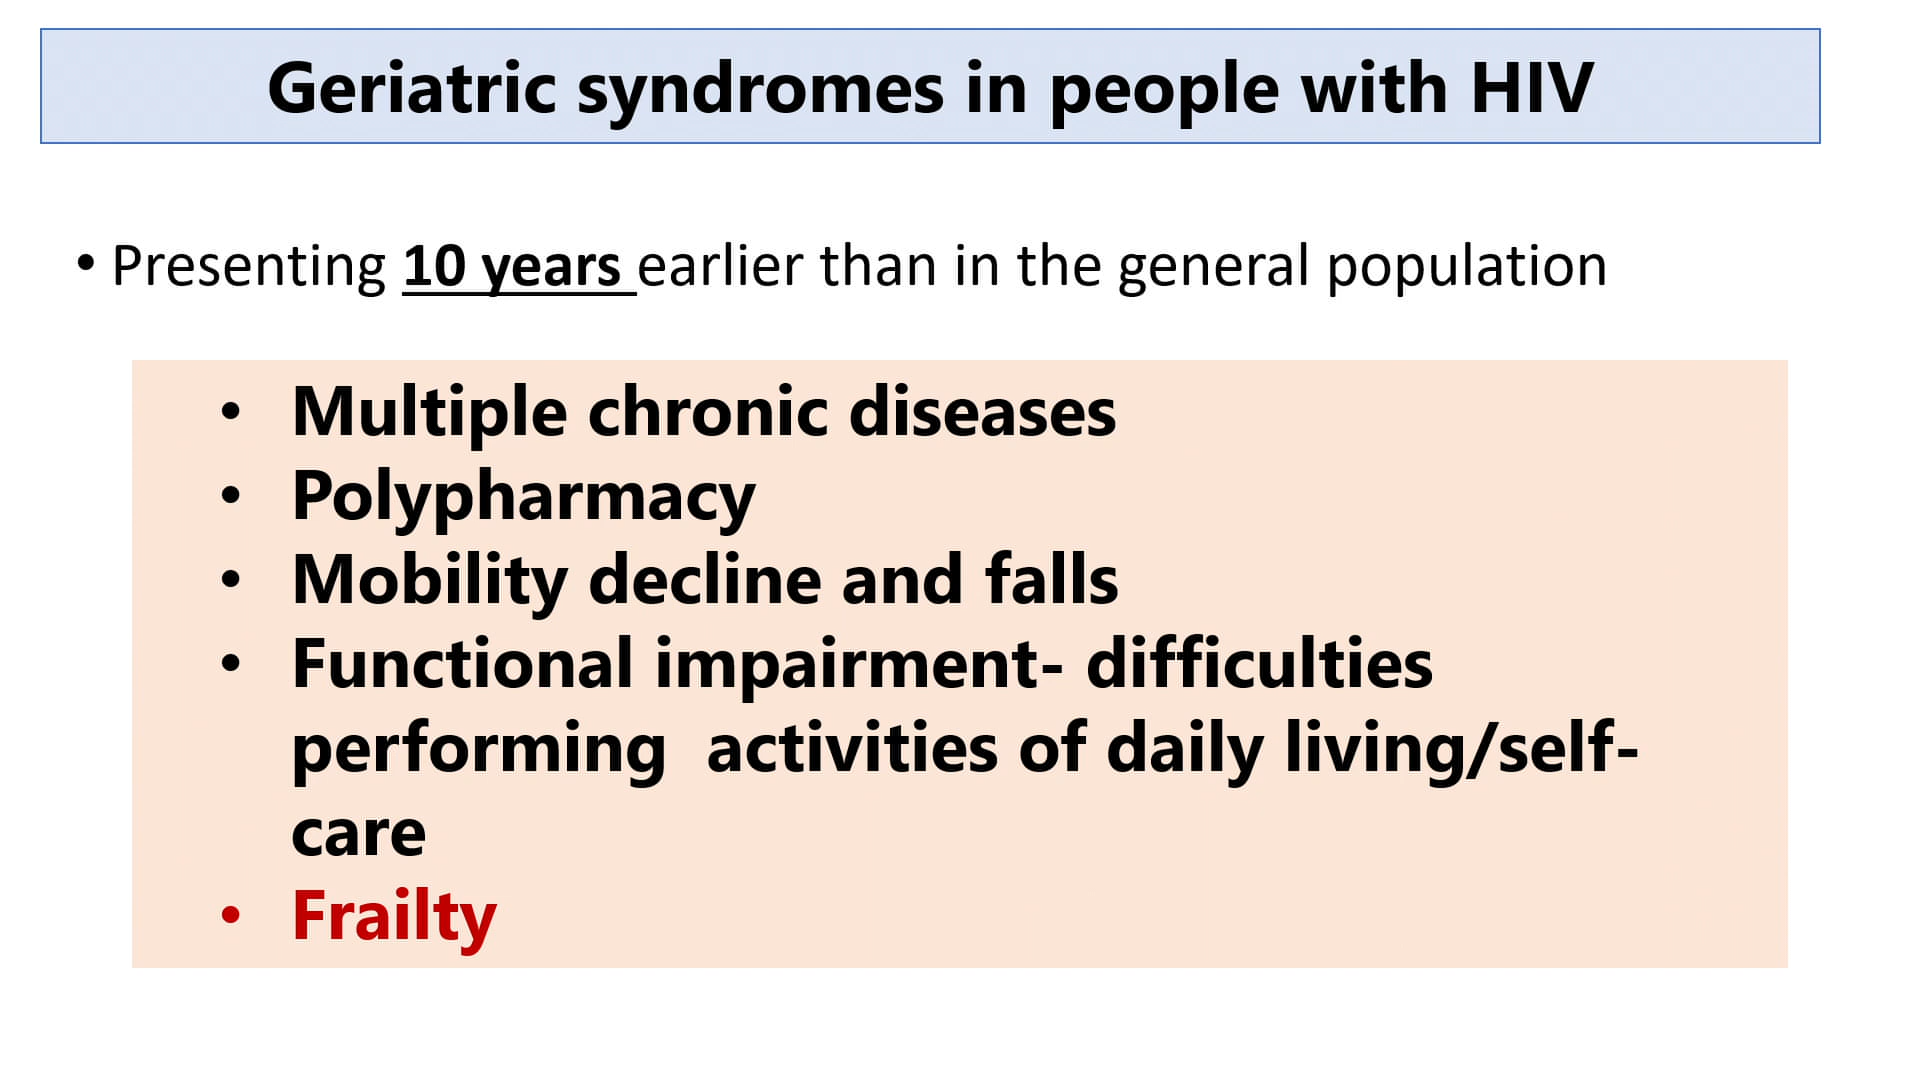 Geriatric syndromes in people with HIV
• Presenting 10 years earlier than in the general population
• Multiple chronic diseases
• Polypharmacy
• Mobility decline and falls
• Functional impairment- difficulties
performing  activities of daily living/self-
care
• Frailty